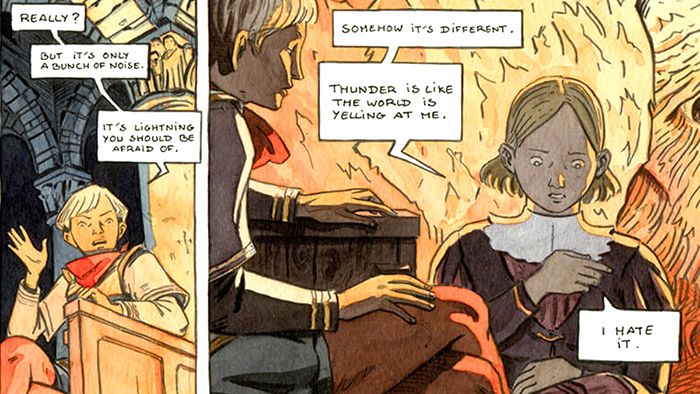 REALLY?
BUT IT'S ONLY
A BUNCH OF NOISE.
IT'S LIGHTNING
YOU SHOULD BE
AFRAID OF.
SOMEHOW IT'S DIFFERENT.
THUNDER IS LIKE
THE WORLD IS
YELLING AT ME.
I HATE
IT.